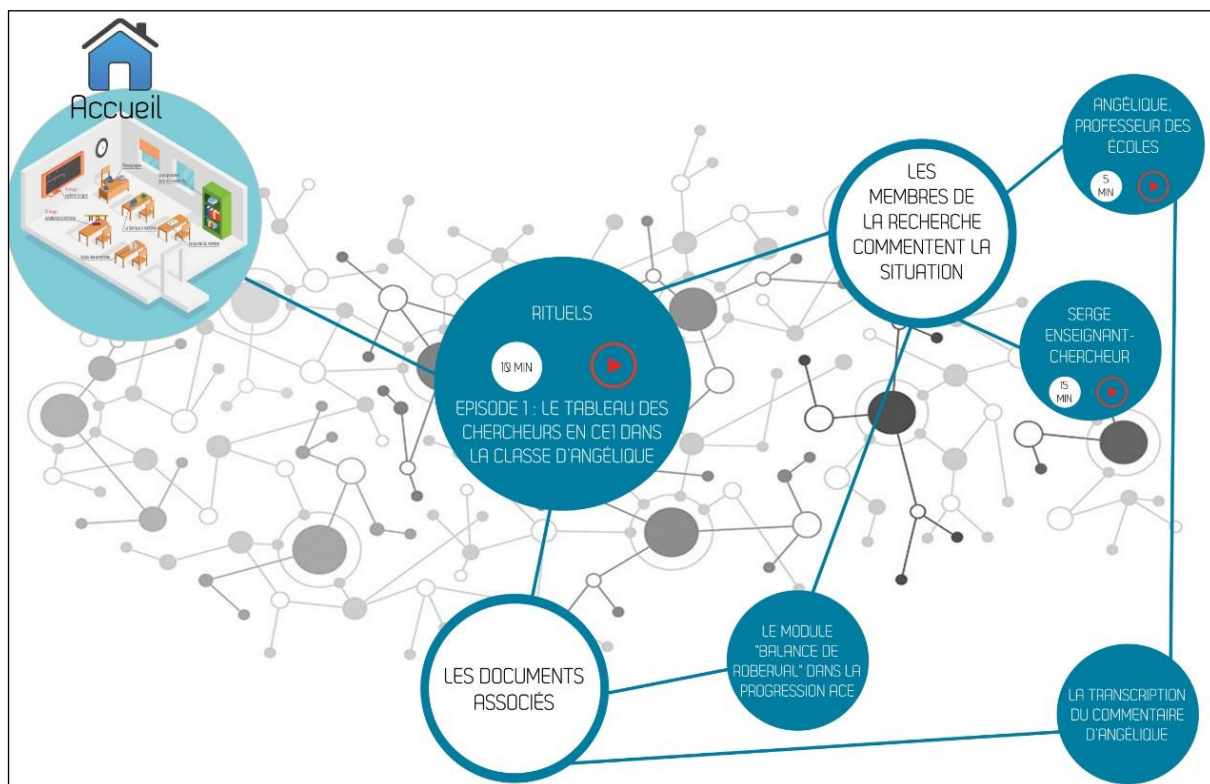 Accueil
RITUELS
10 MIN
EPISODE 1 : LE TABLEAU DES
CHERCHEURS EN CE1 DANS
LA CLASSE D'ANGÉLIQUE
LES
MEMBRES DE
LA RECHERCHE
COMMENTENT LA
SITUATION
ANGÉLIQUE,
PROFESSEUR DES
ÉCOLES
5
MIN
SERGE
ENSEIGNANT-
CHERCHEUR
15
MIN
LES DOCUMENTS
ASSOCIÉS
LE MODULE
"BALANCE DE
ROBERVAL" DANS LA
PROGRESSION ACE
LA TRANSCRIPTION
DU COMMENTAIRE
D'ANGÉLIQUE